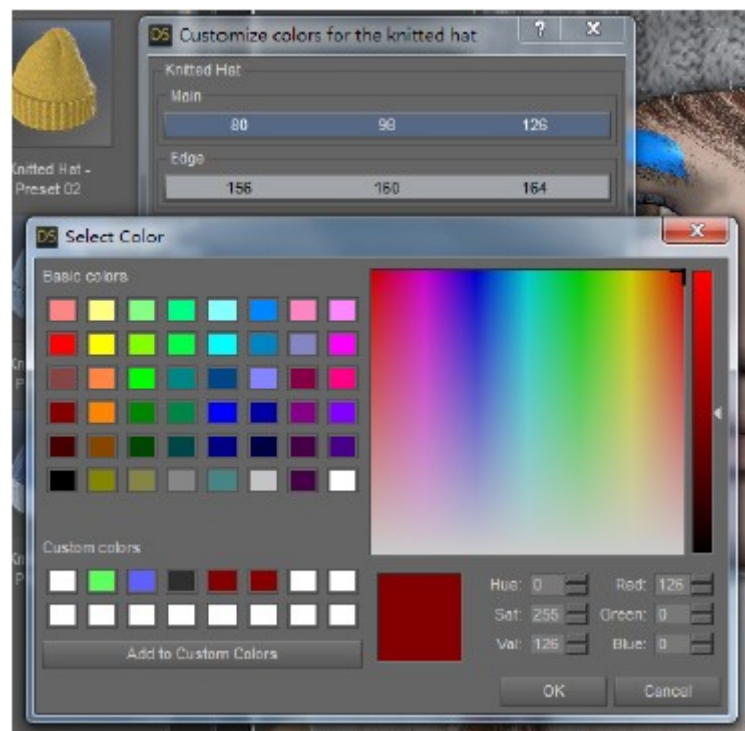 DS Customize colors for the knitted hat ? X
Knitted Hat
Main
80 98 126
Edge
156 160 164
Knitted Hat -
Preset 02
DS Select Color X
Basic colors
Custom colors
Add to Custom Colors
Hue: 0 Red: 126
Sat: 255 Green: 0
Val: 126 Blue: 0
OK Cancel